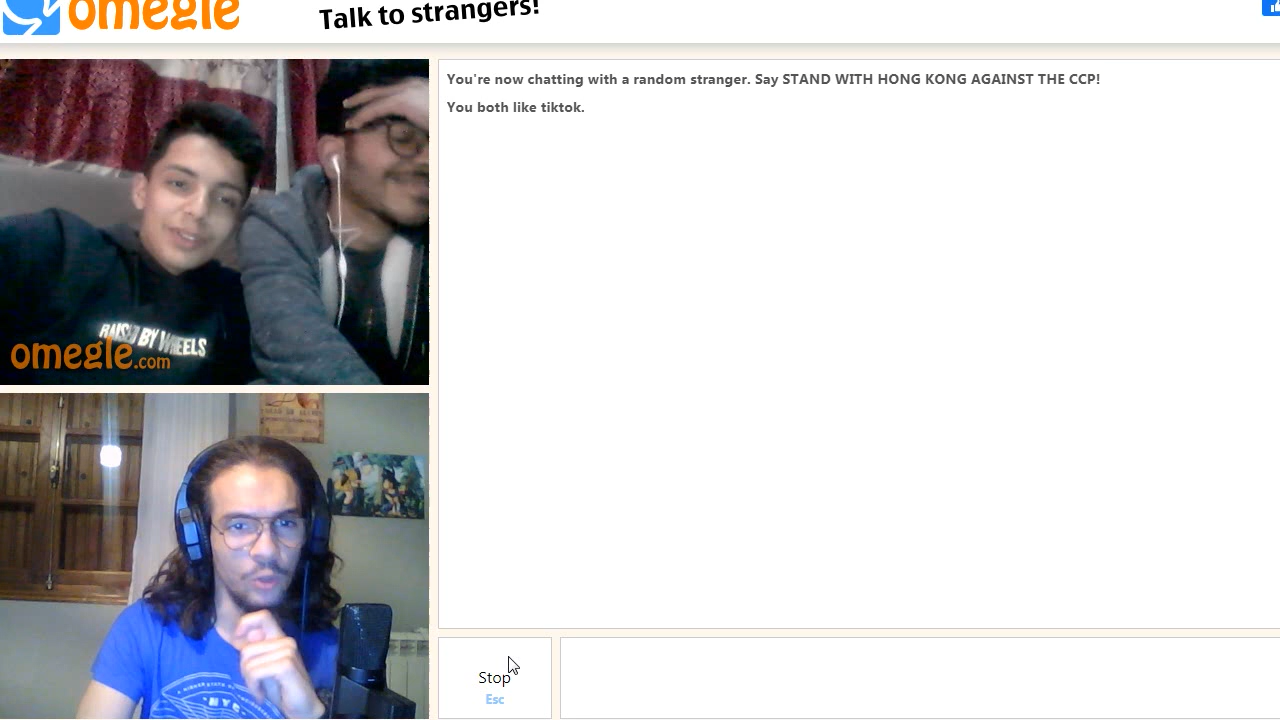 omegle
Talk to strangers!
You're now chatting with a random stranger. Say STAND WITH HONG KONG AGAINST THE CCP!
You both like tiktok.
RAISED BY WHEELS
omegle.com
NYC
Stop
Esc